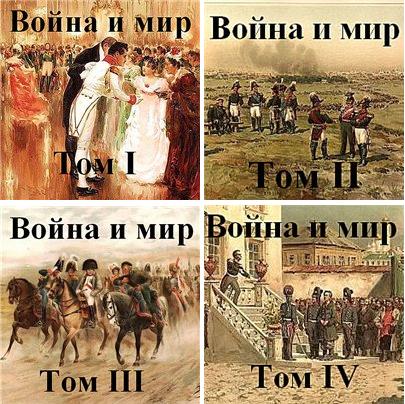 Война и мир
Том I
Война и мир
Том II
Война и мир
Том III
Война и мир
Том IV